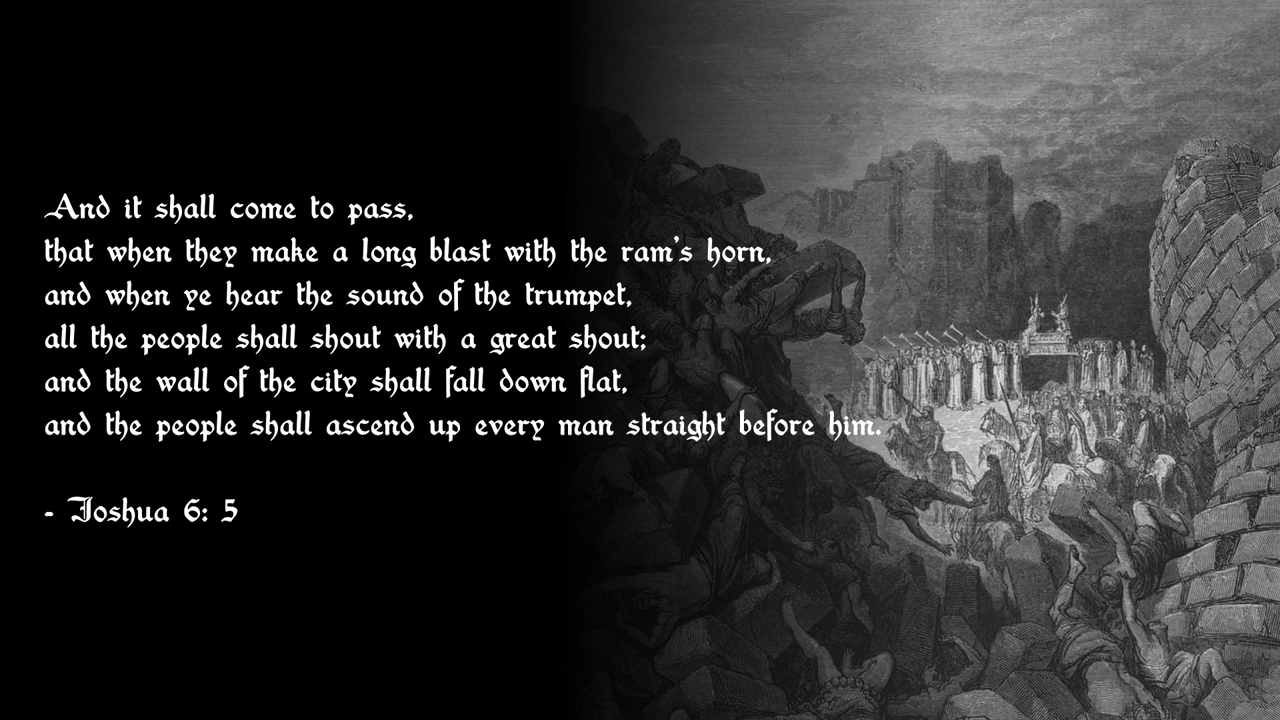 And it shall come to pass,
that when they make a long blast with the ram's horn,
and when ye hear the sound of the trumpet,
all the people shall shout with a great shout;
and the wall of the city shall fall down flat,
and the people shall ascend up every man straight before him.
- Joshua 6: 5